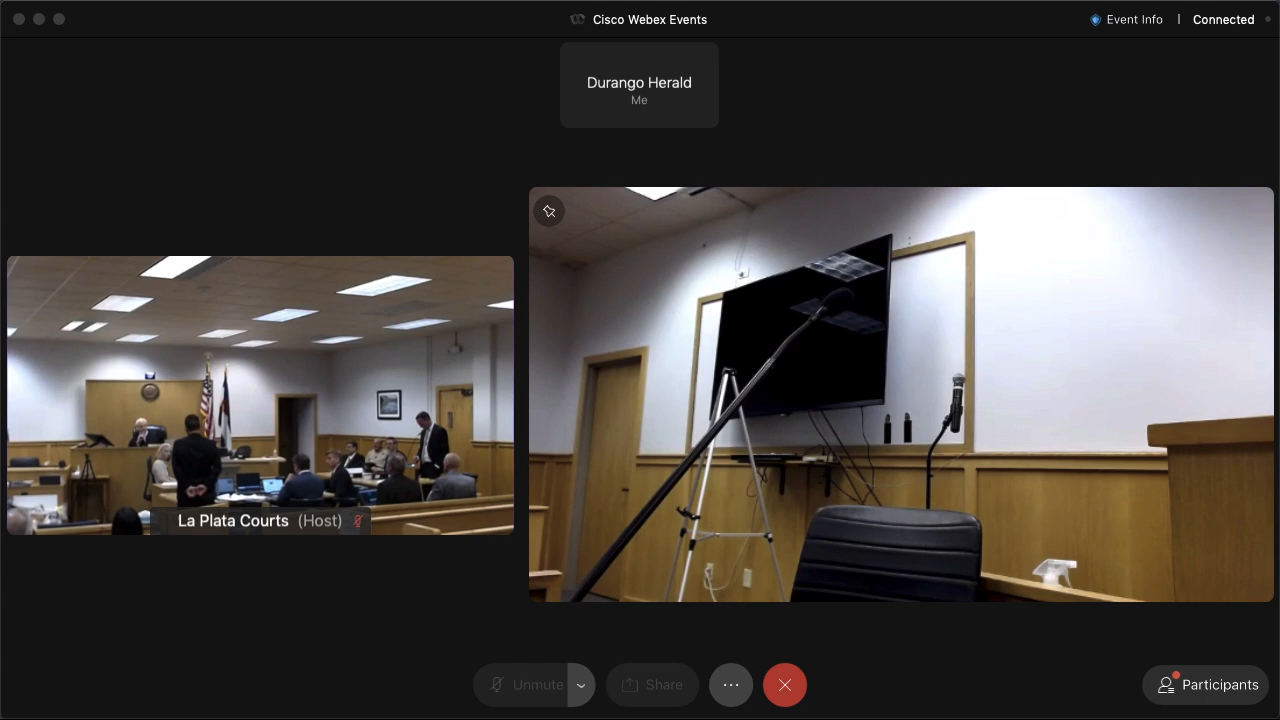 Cisco Webex Events
Event Info | Connected
Durango Herald
Me
La Plata Courts (Host)
Unmute
Share
Participants